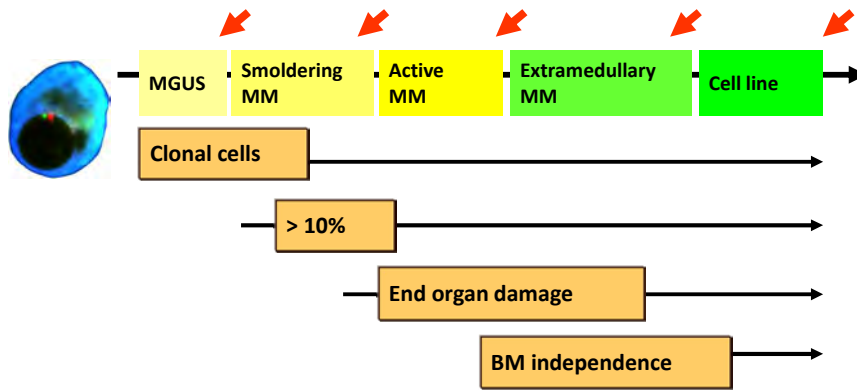 MGUS
Smoldering
MM
Active
MM
Extramedullary
MM
Cell line
Clonal cells
> 10%
End organ damage
BM independence